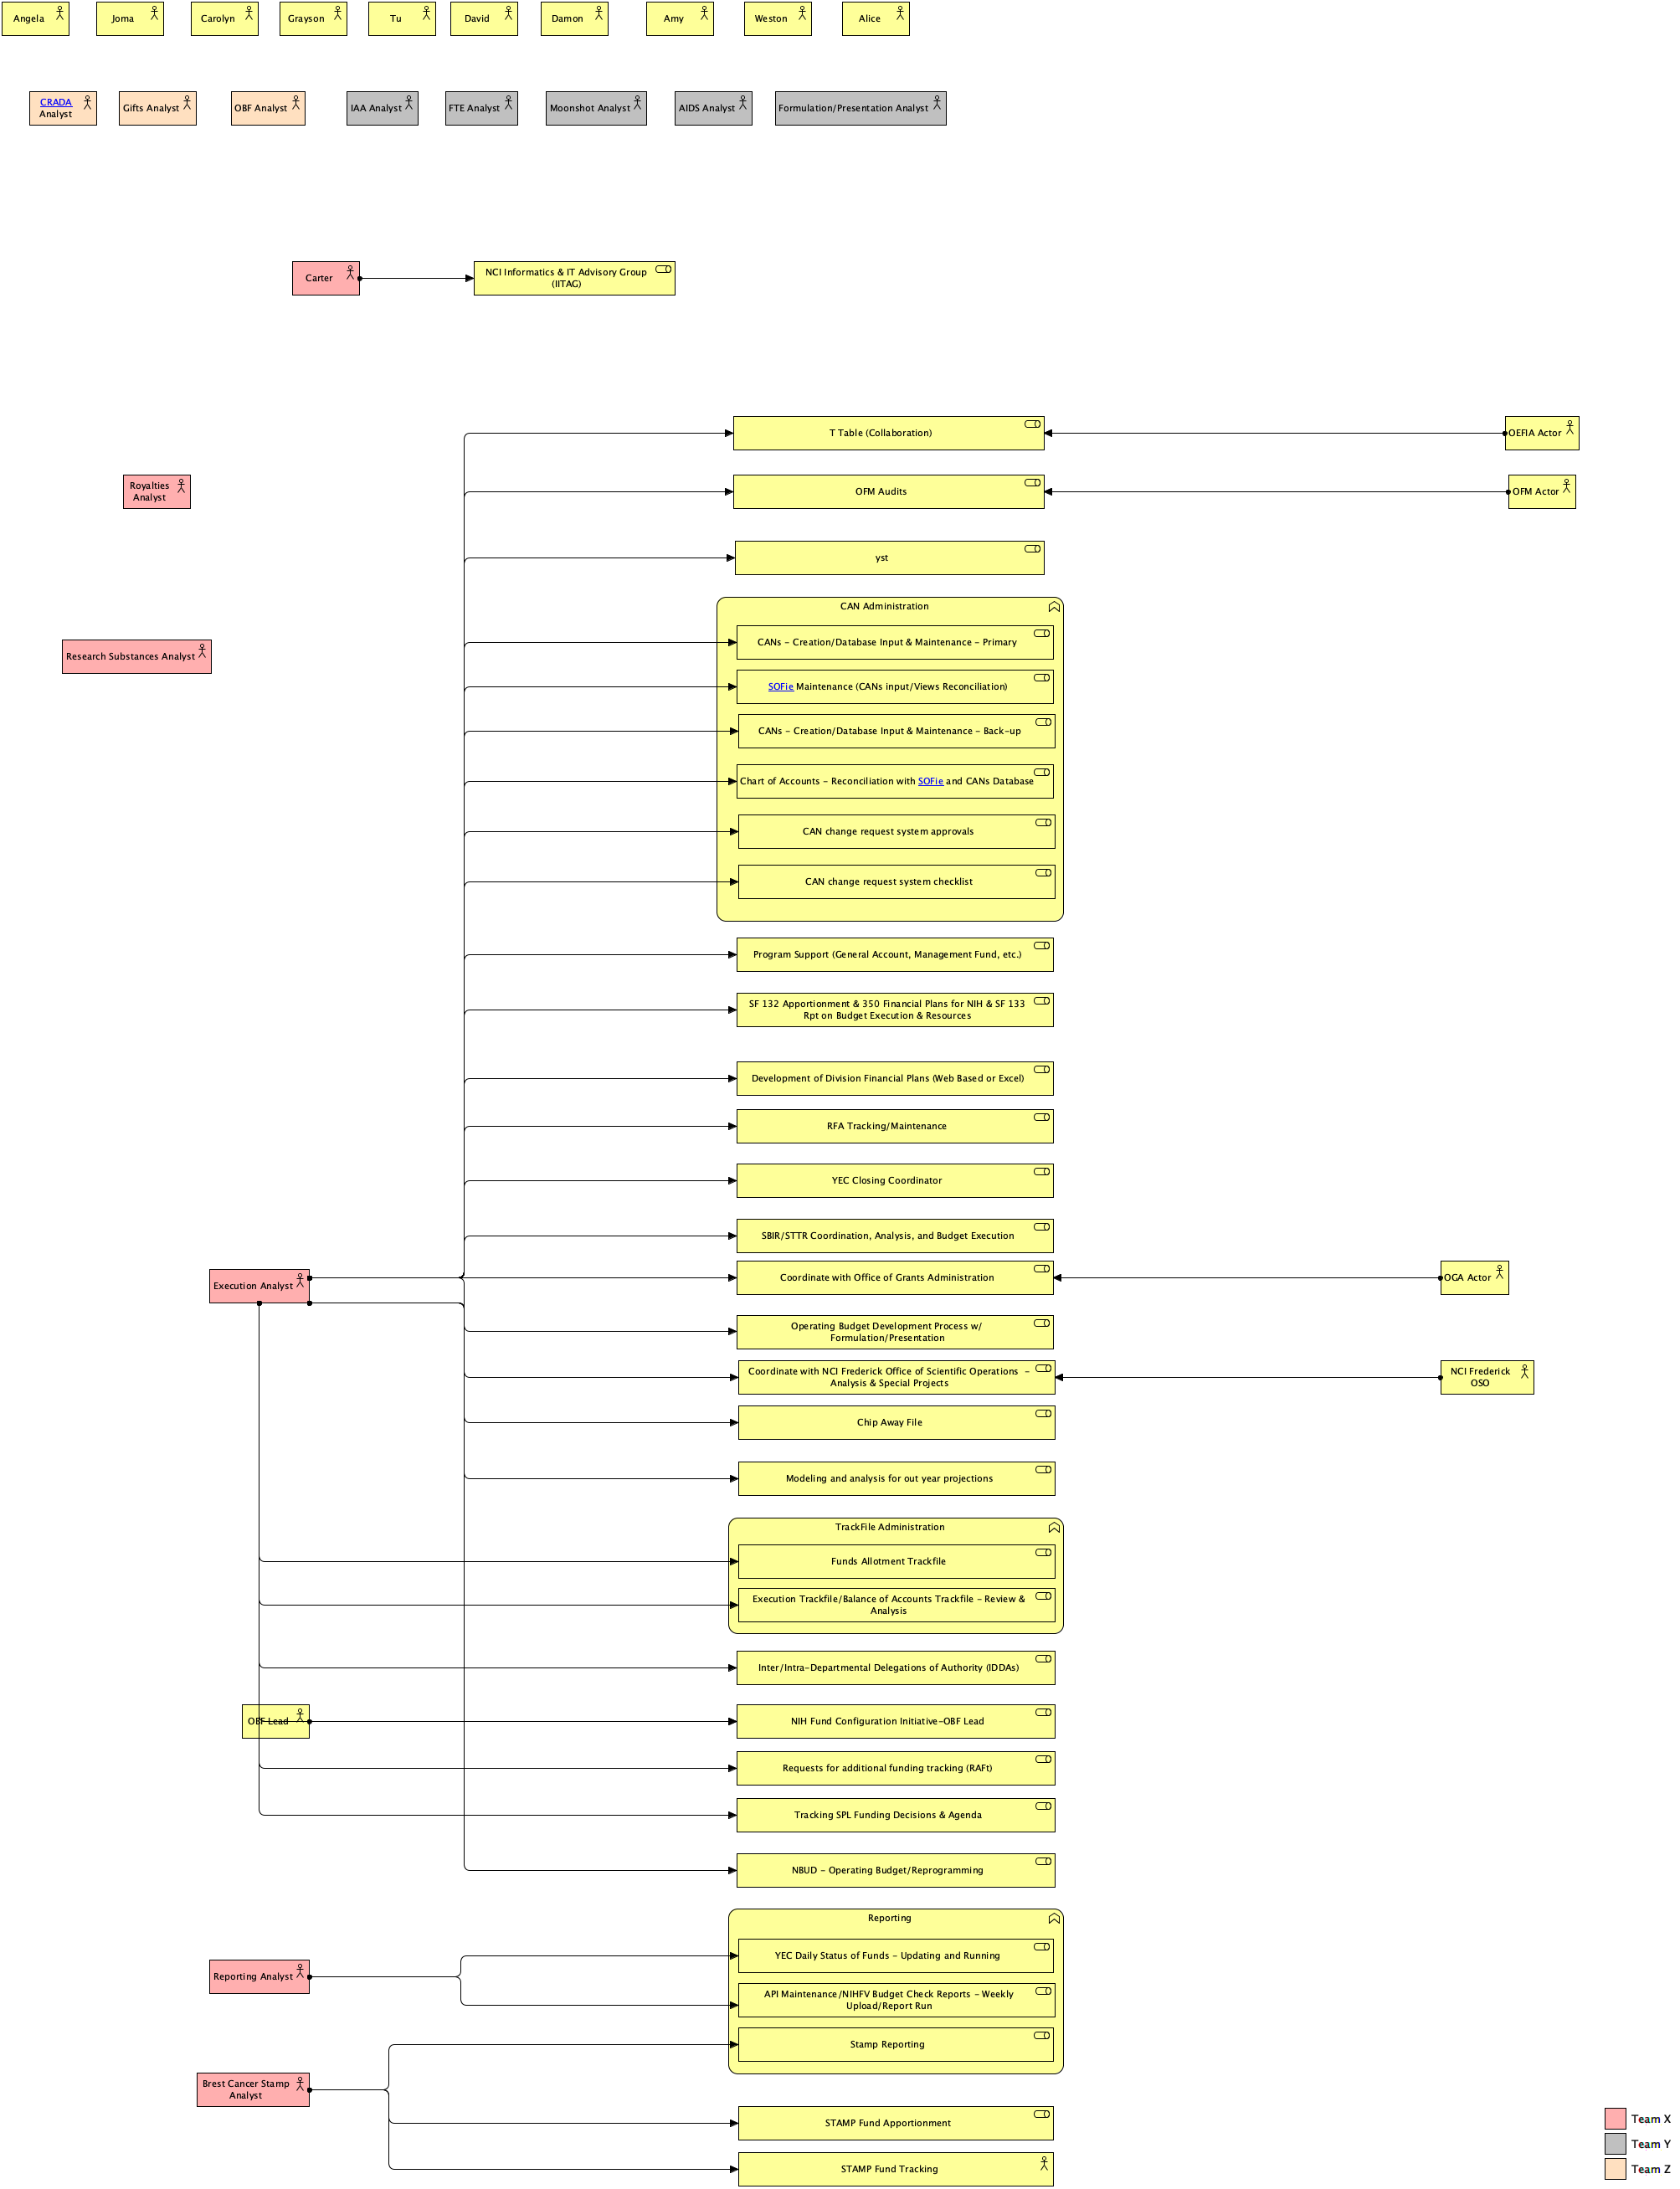 Angela
Joma
Carolyn
Grayson
Tu
David
Damon
Amy
Weston
Alice
CRADA
Analyst
Gifts Analyst
OBF Analyst
IAA Analyst
FTE Analyst
Moonshot Analyst
AIDS Analyst
Formulation/Presentation Analyst
Carter
NCI Informatics & IT Advisory Group
(IITAG)
T Table (Collaboration)
OEFIA Actor
Royalties
Analyst
OFM Audits
OFM Actor
yst
CAN Administration
CANs - Creation/Database Input & Maintenance - Primary
Research Substances Analyst
SOFie Maintenance (CANs input/Views Reconciliation)
CANs - Creation/Database Input & Maintenance - Back-up
Chart of Accounts - Reconciliation with SOFie and CANs Database
CAN change request system approvals
CAN change request system checklist
Program Support (General Account, Management Fund, etc.)
SF 132 Apportionment & 350 Financial Plans for NIH & SF 133
Rpt on Budget Execution & Resources
Development of Division Financial Plans (Web Based or Excel)
RFA Tracking/Maintenance
YEC Closing Coordinator
SBIR/STTR Coordination, Analysis, and Budget Execution
Execution Analyst
Coordinate with Office of Grants Administration
OGA Actor
Operating Budget Development Process w/
Formulation/Presentation
Coordinate with NCI Frederick Office of Scientific Operations -
Analysis & Special Projects
NCI Frederick
OSO
Chip Away File
Modeling and analysis for out year projections
TrackFile Administration
Funds Allotment Trackfile
Execution Trackfile/Balance of Accounts Trackfile - Review &
Analysis
Inter/Intra-Departmental Delegations of Authority (IDDAs)
OBF Lead
NIH Fund Configuration Initiative-OBF Lead
Requests for additional funding tracking (RAFt)
Tracking SPL Funding Decisions & Agenda
NBUD - Operating Budget/Reprogramming
Reporting
YEC Daily Status of Funds - Updating and Running
Reporting Analyst
API Maintenance/NIHFV Budget Check Reports - Weekly
Upload/Report Run
Stamp Reporting
Brest Cancer Stamp
Analyst
STAMP Fund Apportionment
STAMP Fund Tracking
Team X
Team Y
Team Z